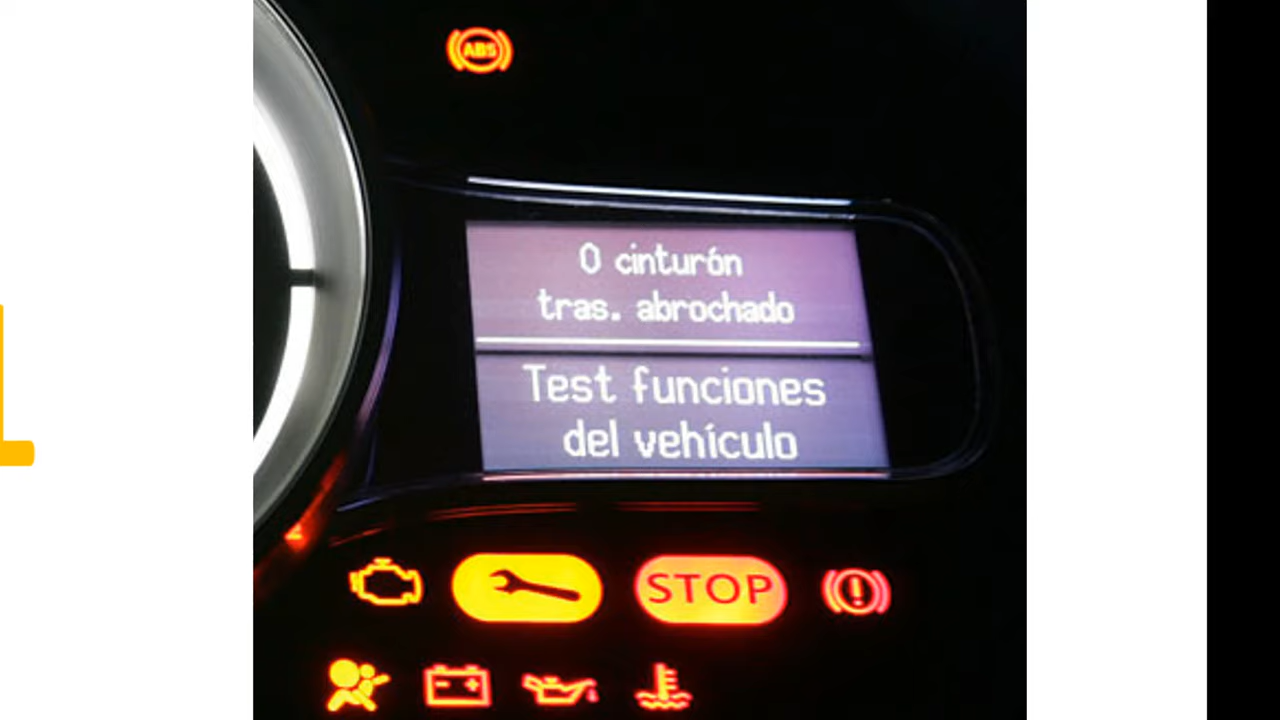 ABS
0 cinturón
tras. abrochado
Test funciones
del vehículo
STOP